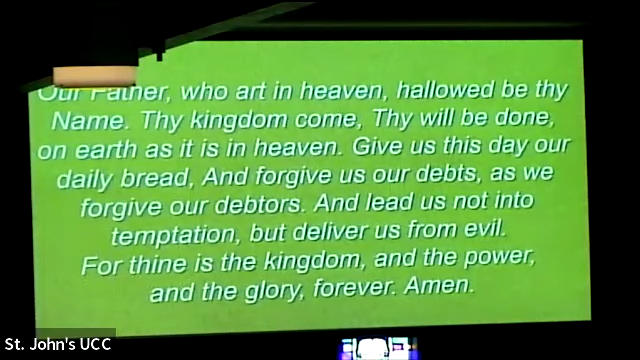 Our Father, who art in heaven, hallowed be thy
Name. Thy kingdom come, Thy will be done,
on earth as it is in heaven. Give us this day our
daily bread, And forgive us our debts, as we
forgive our debtors. And lead us not into
temptation, but deliver us from evil.
For thine is the kingdom, and the power,
and the glory, forever. Amen.
St. John's UCC